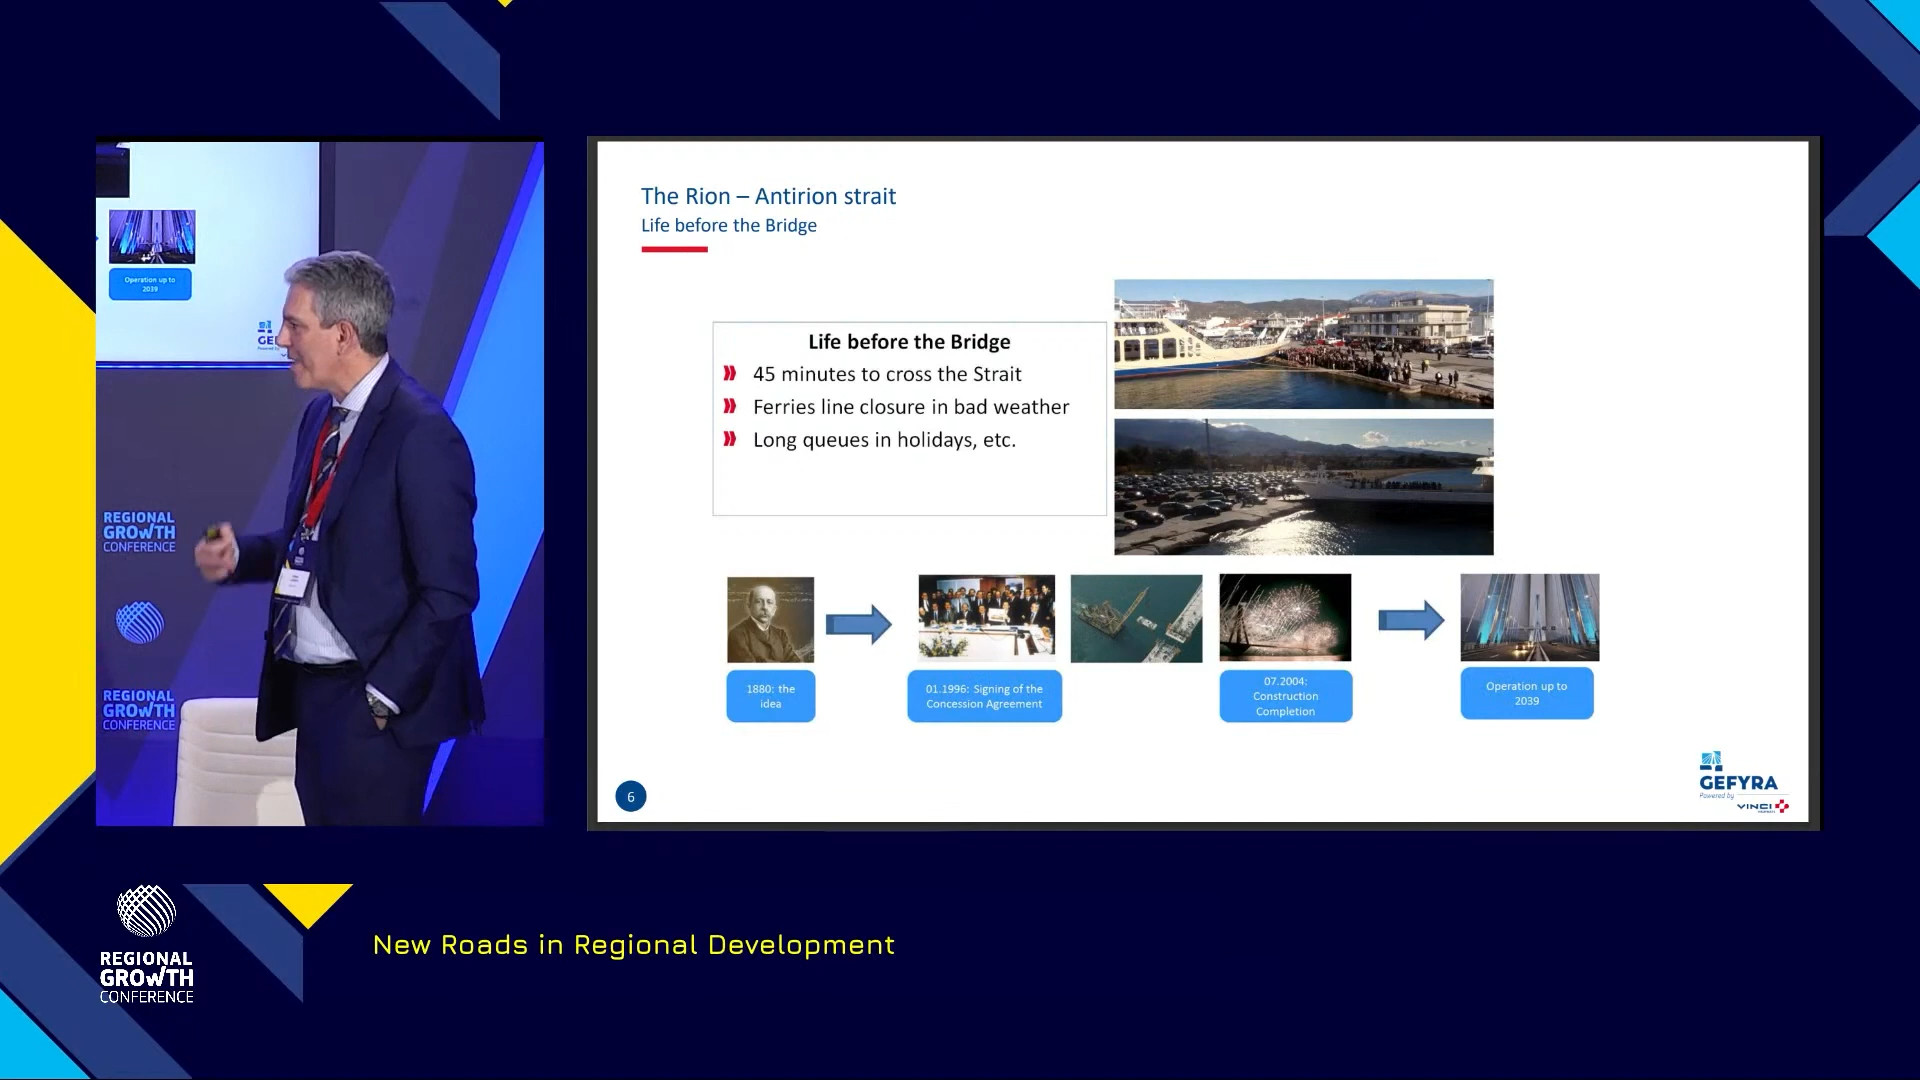 Operation up to
2039
GE
REGIONAL
GROWTH
CONFERENCE
REGIONAL
GROWTH
CONFERENCE
The Rion – Antirion strait
Life before the Bridge
Life before the Bridge
45 minutes to cross the Strait
Ferries line closure in bad weather
Long queues in holidays, etc.
1880: the
idea
01.1996: Signing of the
Concession Agreement
07.2004:
Construction
Completion
Operation up to
2039
6
GEFYRA
Powered by
VINCI
REGIONAL
GROWTH
CONFERENCE
New Roads in Regional Development